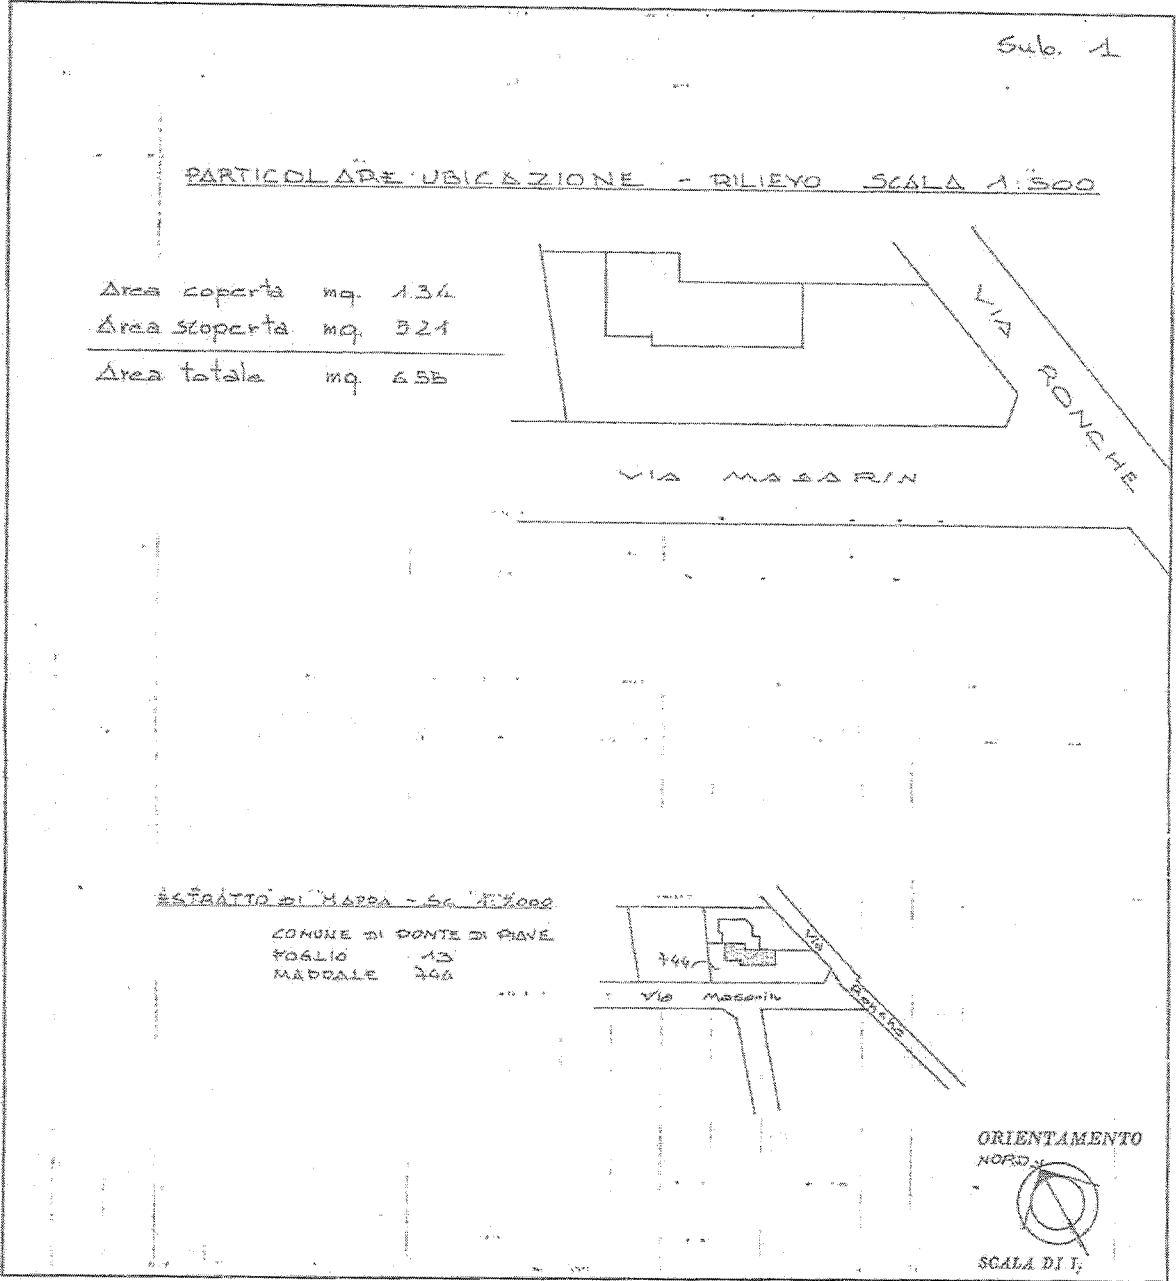 Sub. 1
PARTICOLARE UBICAZIONE - RILIEVO SCALA 1:500
Area coperta mq. 134
Area scoperta mq. 521
Area totale mq. 655
VIA RONCHE
VIA MASARIN
ESTRATTO DI MAPPA - Sc 1:2000
COMUNE DI PONTE DI PIAVE
FOGLIO 13
MAPPALE 744
744
Via Masarin
Via Ronche
ORIENTAMENTO
NORD
SCALA DI 1: